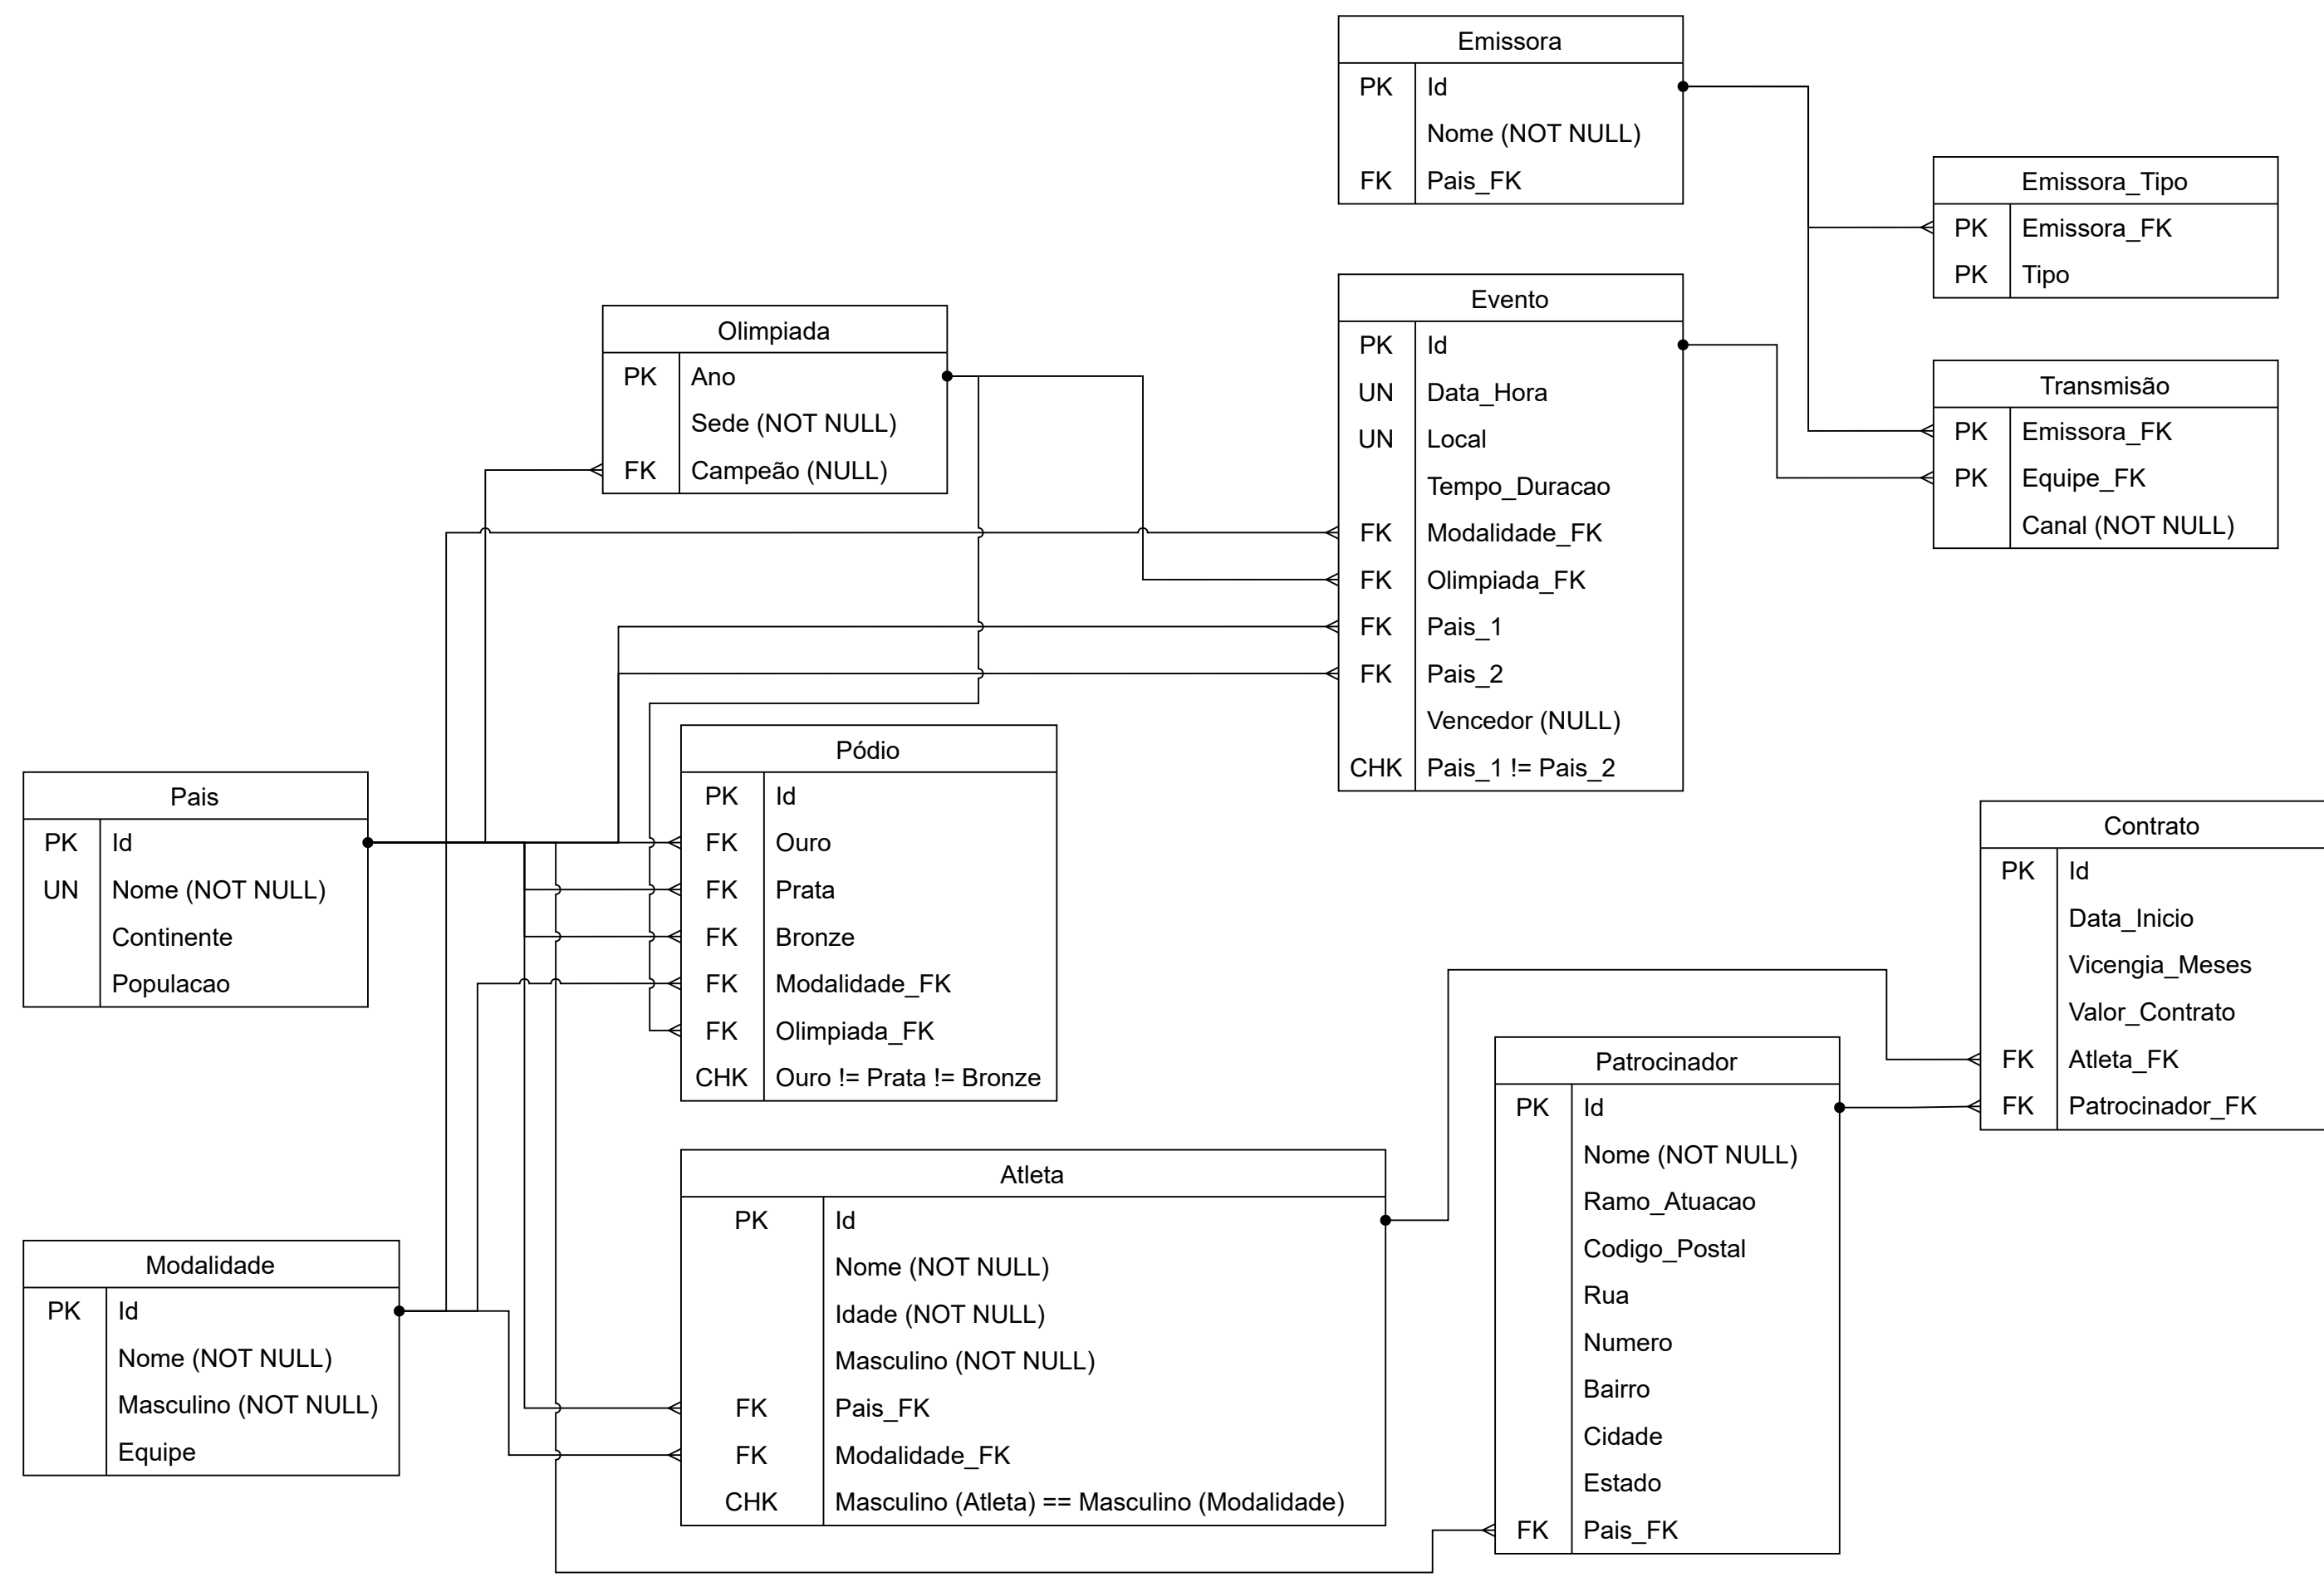 Emissora
PK Id
Nome (NOT NULL)
FK Pais_FK
Emissora_Tipo
PK Emissora_FK
PK Tipo
Evento
PK Id
UN Data_Hora
UN Local
Tempo_Duracao
FK Modalidade_FK
FK Olimpiada_FK
FK Pais_1
FK Pais_2
Vencedor (NULL)
CHK Pais_1 != Pais_2
Olimpiada
PK Ano
Sede (NOT NULL)
FK Campeão (NULL)
Transmisão
PK Emissora_FK
PK Equipe_FK
Canal (NOT NULL)
Pódio
PK Id
FK Ouro
FK Prata
FK Bronze
FK Modalidade_FK
FK Olimpiada_FK
CHK Ouro != Prata != Bronze
Pais
PK Id
UN Nome (NOT NULL)
Continente
Populacao
Contrato
PK Id
Data_Inicio
Vicengia_Meses
Valor_Contrato
FK Atleta_FK
FK Patrocinador_FK
Patrocinador
PK Id
Nome (NOT NULL)
Ramo_Atuacao
Codigo_Postal
Rua
Numero
Bairro
Cidade
Estado
FK Pais_FK
Atleta
PK Id
Nome (NOT NULL)
Idade (NOT NULL)
Masculino (NOT NULL)
FK Pais_FK
FK Modalidade_FK
CHK Masculino (Atleta) == Masculino (Modalidade)
Modalidade
PK Id
Nome (NOT NULL)
Masculino (NOT NULL)
Equipe